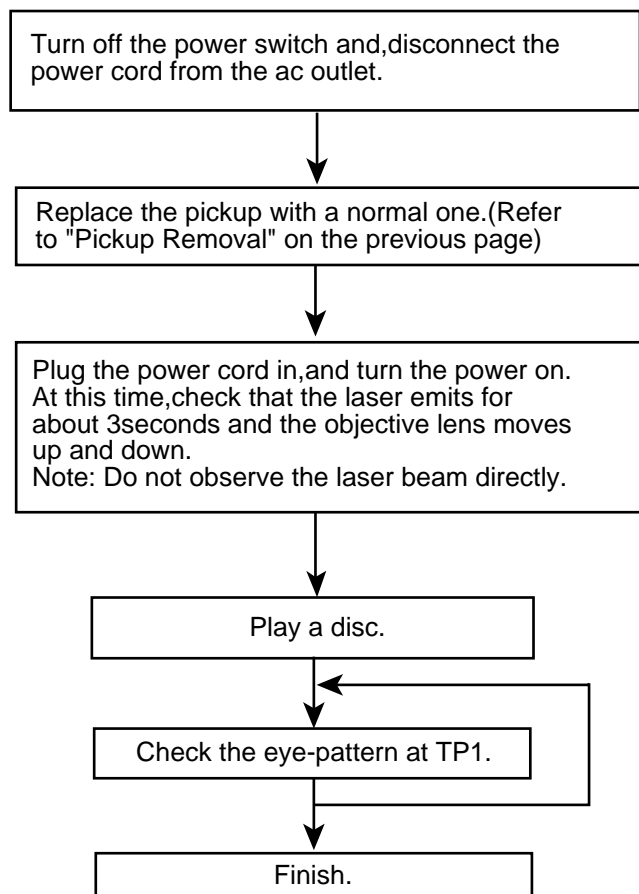 Turn off the power switch and,disconnect the
power cord from the ac outlet.
Replace the pickup with a normal one.(Refer
to "Pickup Removal" on the previous page)
Plug the power cord in,and turn the power on.
At this time,check that the laser emits for
about 3seconds and the objective lens moves
up and down.
Note: Do not observe the laser beam directly.
Play a disc.
Check the eye-pattern at TP1.
Finish.